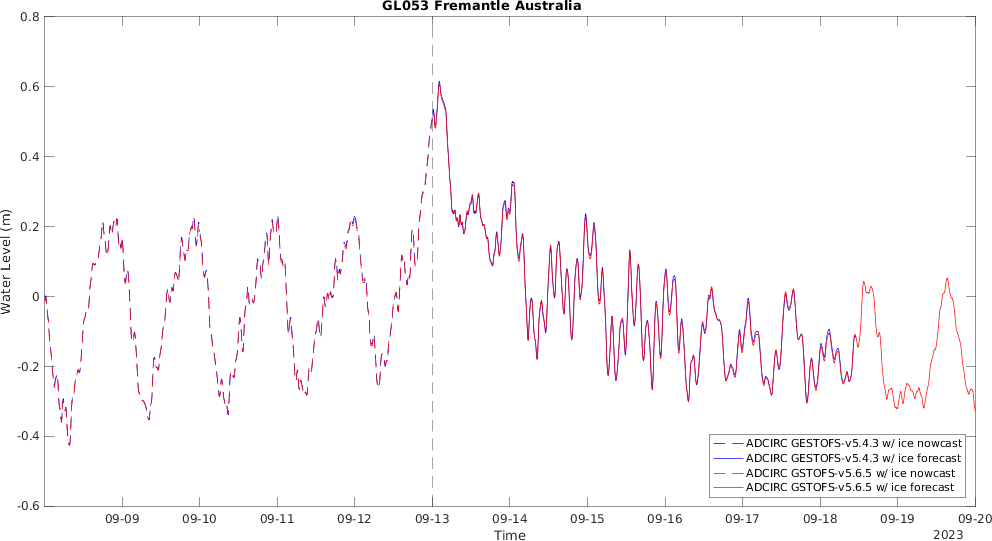 GL053 Fremantle Australia
0.8
0.6
0.4
0.2
0
-0.2
-0.4
-0.6
Water Level (m)
09-09 09-10 09-11 09-12 09-13 09-14 09-15 09-16 09-17 09-18 09-19 09-20
Time
2023
ADCIRC GESTOFS-v5.4.3 w/ ice nowcast
ADCIRC GESTOFS-v5.4.3 w/ ice forecast
ADCIRC GSTOFS-v5.6.5 w/ ice nowcast
ADCIRC GSTOFS-v5.6.5 w/ ice forecast